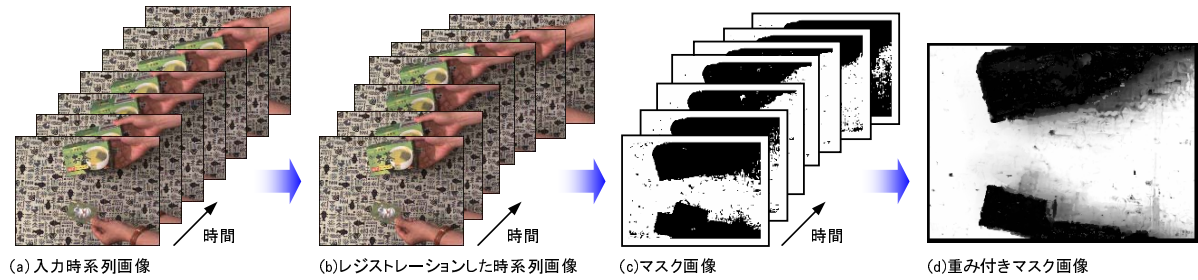 時間
時間
時間
(a)入力時系列画像
(b)レジストレーションした時系列画像
(c)マスク画像
(d)重み付きマスク画像